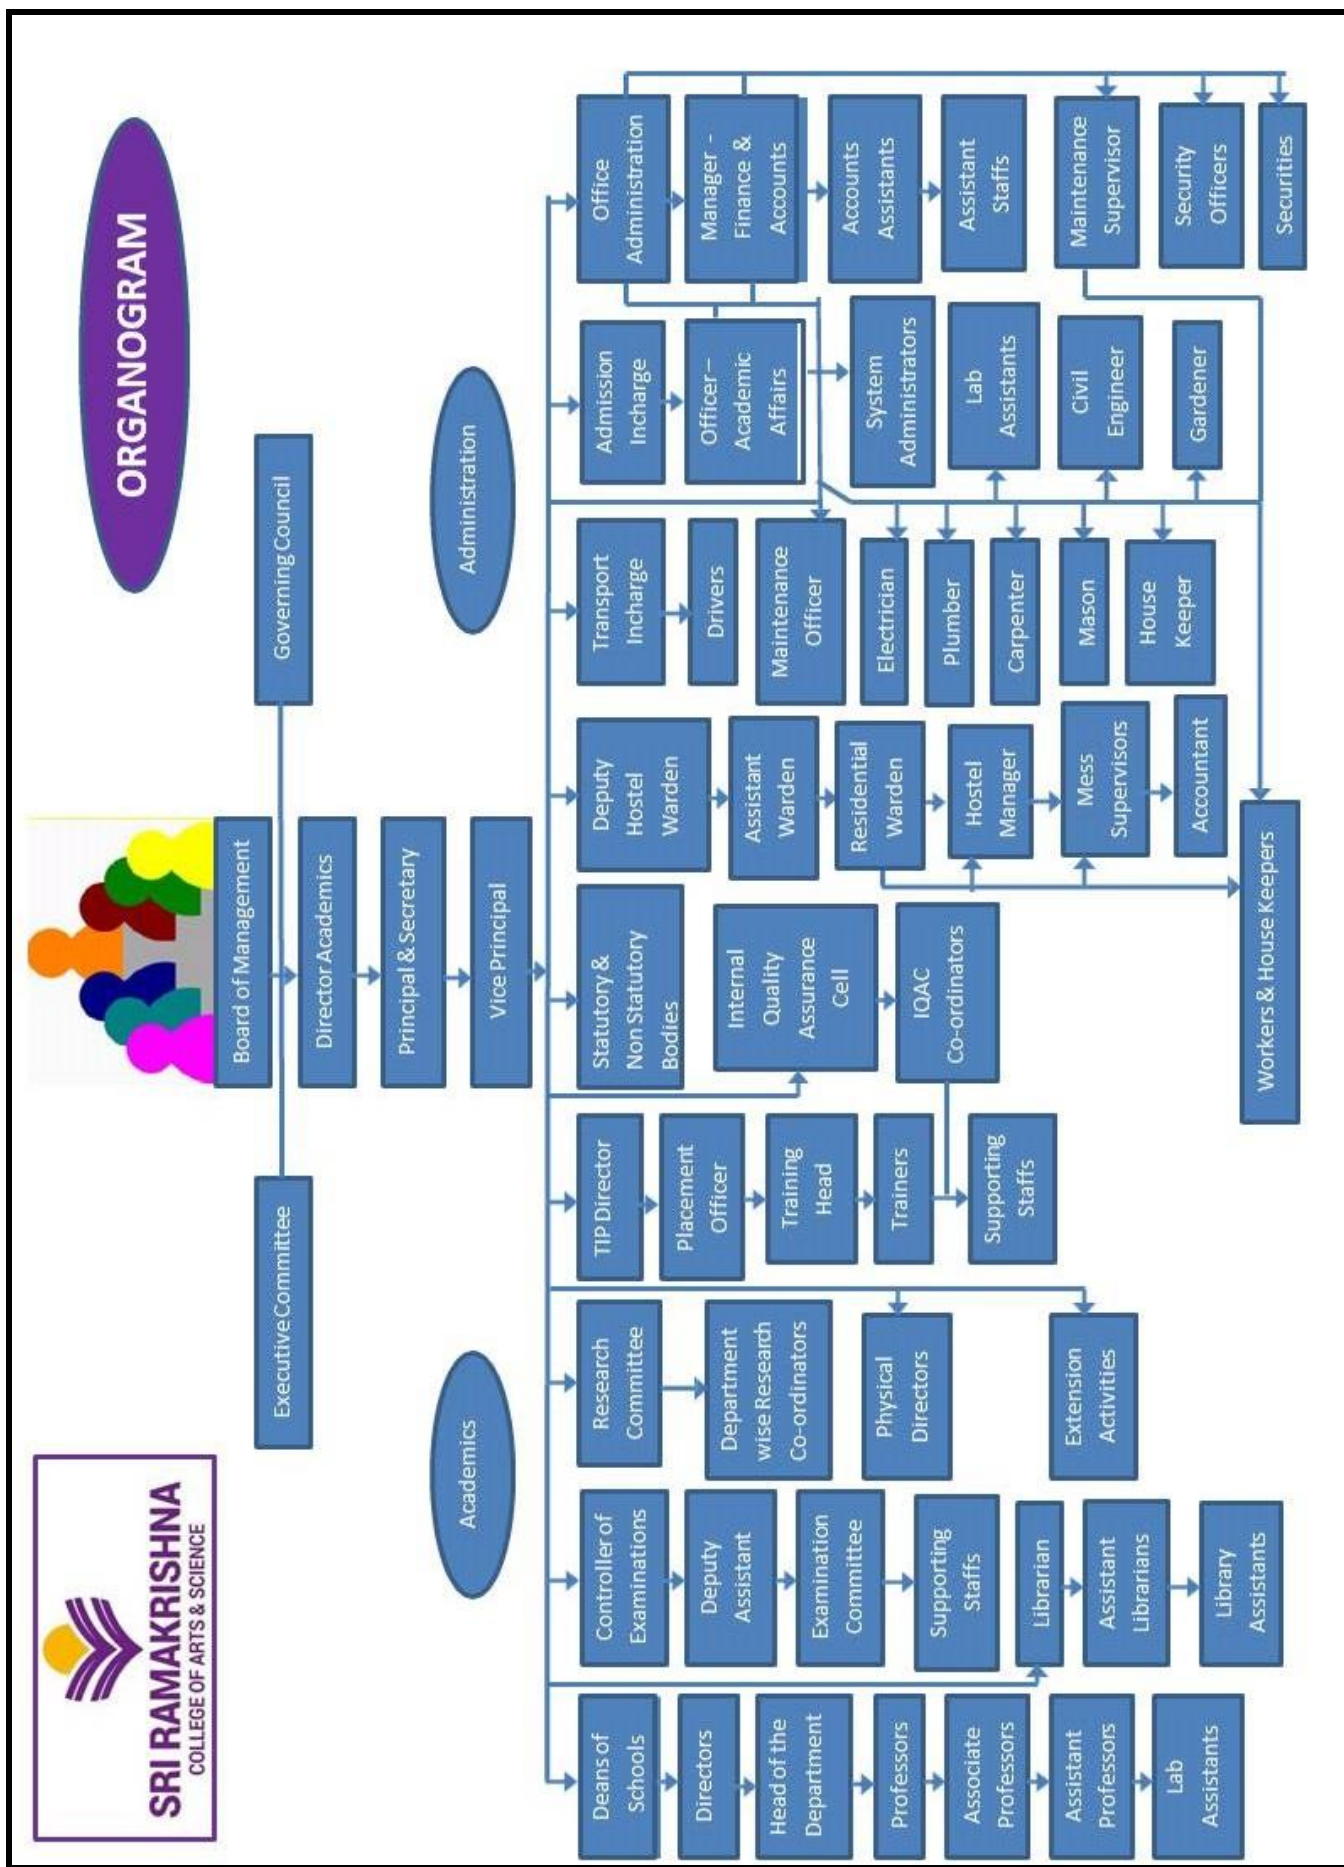 SRI RAMAKRISHNA
COLLEGE OF ARTS & SCIENCE
ORGANOGRAM
Board of Management
Executive Committee
Governing Council
Director Academics
Principal & Secretary
Vice Principal
Academics
Administration
Deans of
Schools
Directors
Head of the
Department
Professors
Associate
Professors
Assistant
Professors
Lab
Assistants
Controller of
Examinations
Deputy
Assistant
Examination
Committee
Supporting
Staffs
Librarian
Assistant
Librarians
Library
Assistants
Research
Committee
Department
wise Research
Co-ordinators
Physical
Directors
Extension
Activities
TIP Director
Placement
Officer
Training
Head
Trainers
Supporting
Staffs
Statutory &
Non Statutory
Bodies
Internal
Quality
Assurance
Cell
IQAC
Co-ordinators
Deputy
Hostel
Warden
Assistant
Warden
Residential
Warden
Hostel
Manager
Mess
Supervisors
Accountant
Transport
Incharge
Drivers
Maintenance
Officer
Electrician
Plumber
Carpenter
Mason
House
Keeper
Admission
Incharge
Officer–
Academic
Affairs
System
Administrators
Lab
Assistants
Civil
Engineer
Gardener
Office
Administration
Manager -
Finance &
Accounts
Accounts
Assistants
Assistant
Staffs
Maintenance
Supervisor
Security
Officers
Securities
Workers & House Keepers